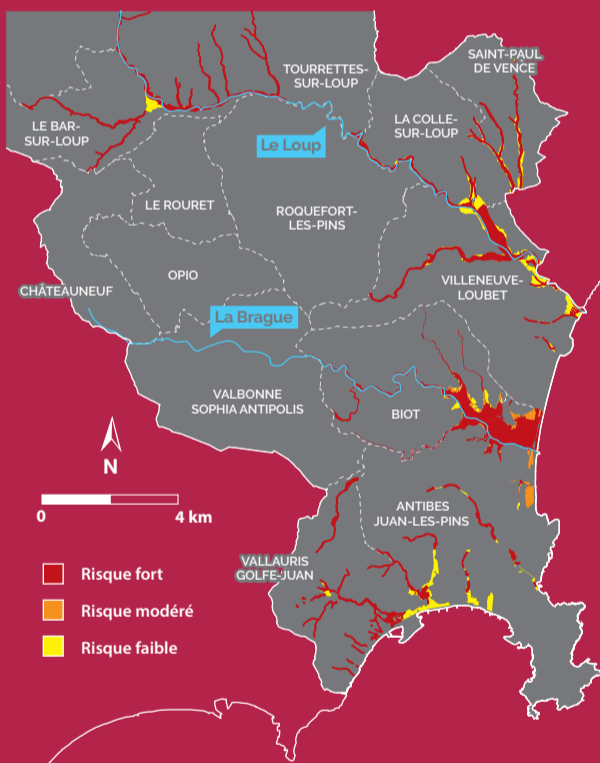 SAINT-PAUL
DE VENCE
TOURRETTES-
SUR-LOUP
LA COLLE-
SUR-LOUP
LE BAR-
SUR-LOUP
Le Loup
LE ROURET
ROQUEFORT-
LES-PINS
OPIO
CHÂTEAUNEUF
VILLENEUVE-
LOUBET
La Brague
VALBONNE
SOPHIA ANTIPOLIS
BIOT
N
0
4 km
ANTIBES
JUAN-LES-PINS
VALLAURIS
GOLFE-JUAN
Risque fort
Risque modéré
Risque faible